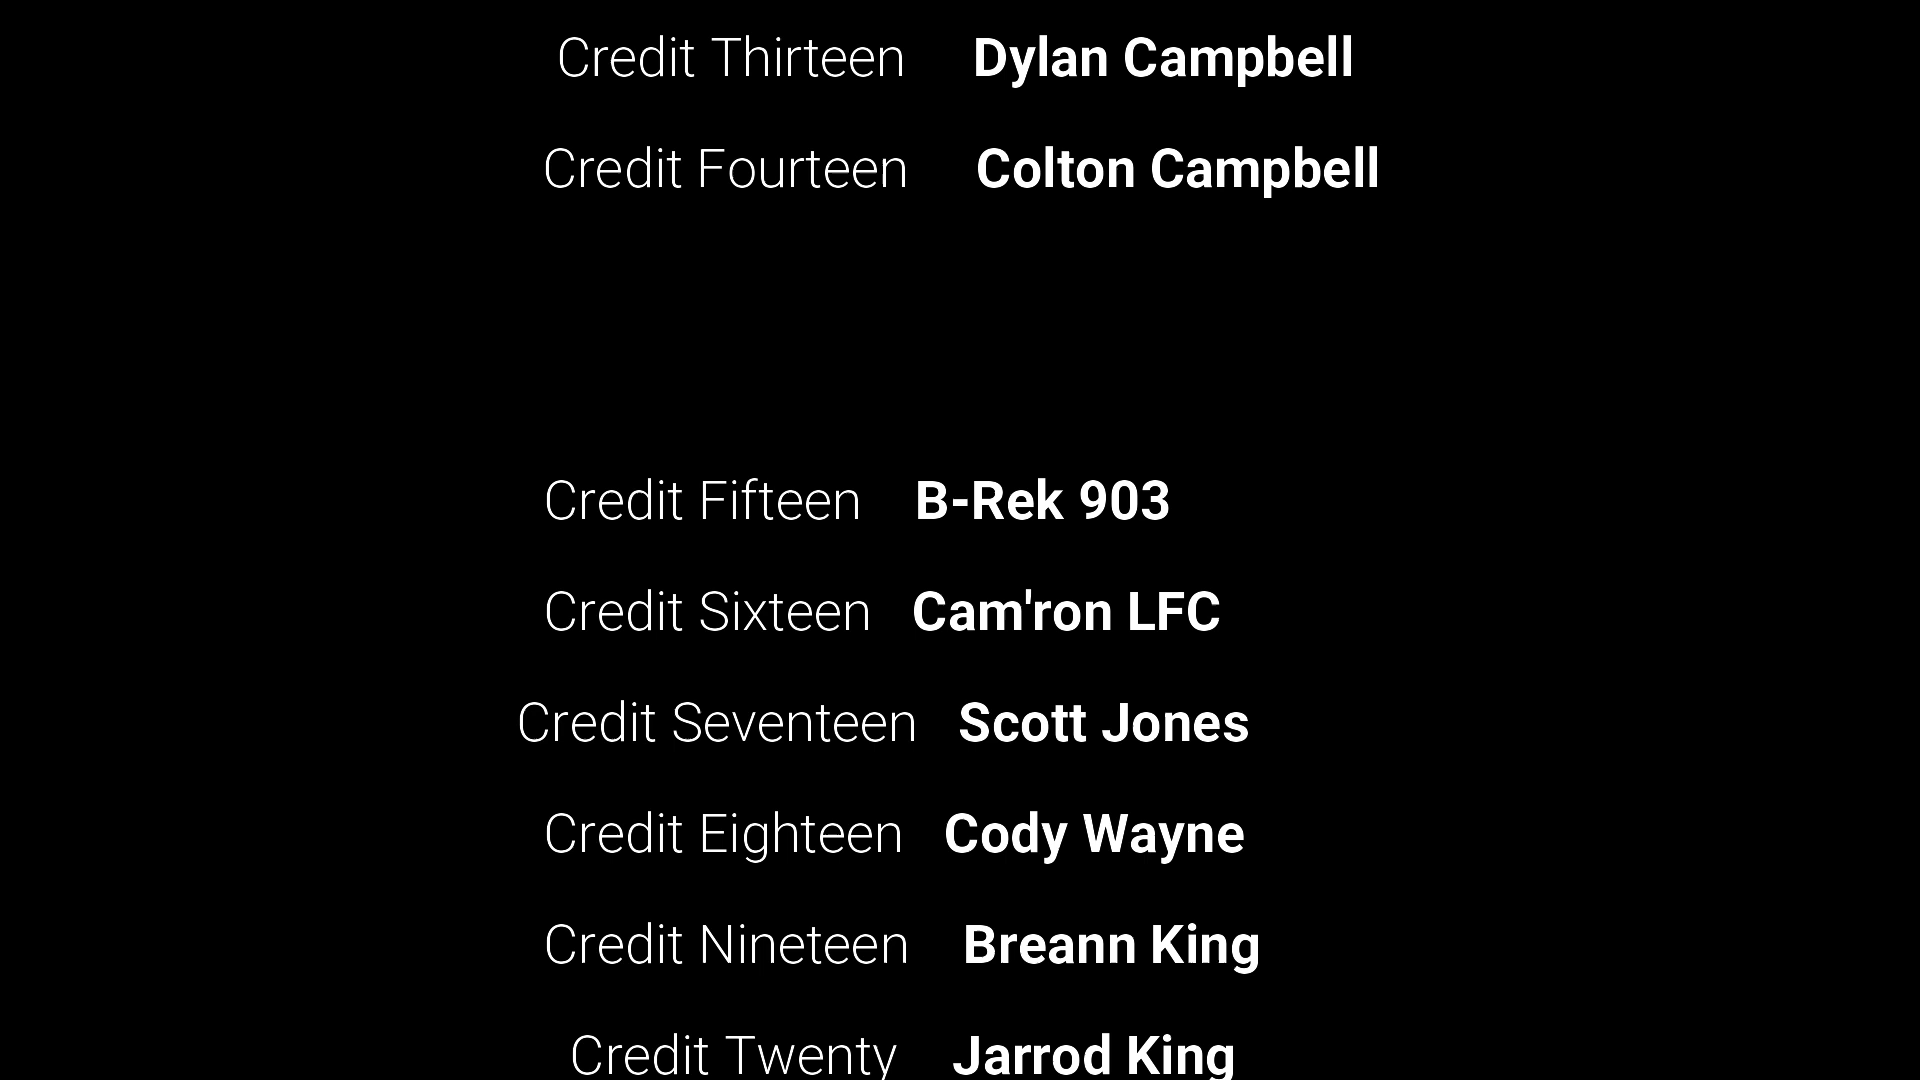 Credit Thirteen Dylan Campbell
Credit Fourteen Colton Campbell
Credit Fifteen B-Rek 903
Credit Sixteen Cam'ron LFC
Credit Seventeen Scott Jones
Credit Eighteen Cody Wayne
Credit Nineteen Breann King
Credit Twenty Jarrod King